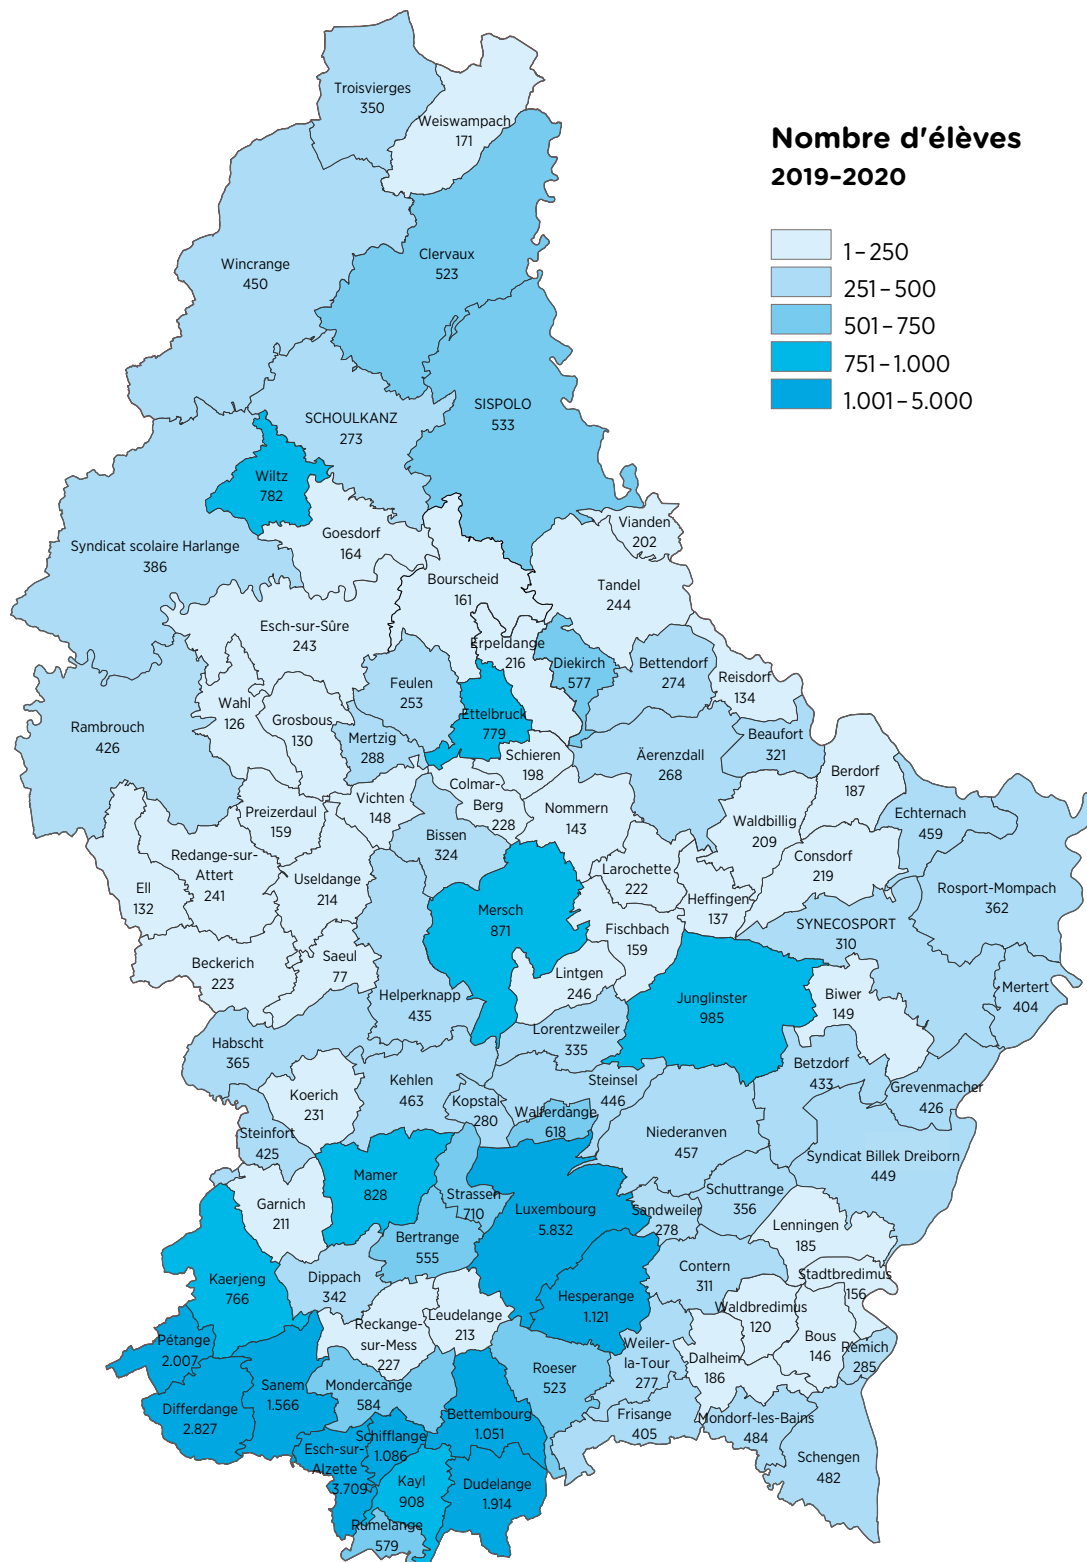 Nombre d'élèves
2019-2020
1-250
251-500
501-750
751-1.000
1.001-5.000
Troisvierges
350
Weiswampach
171
Clervaux
523
Wincrange
450
SISPOLO
533
SCHOULKANZ
273
Wiltz
782
Goesdorf
164
Syndicat scolaire Harlange
386
Vianden
202
Bourscheid
161
Tandel
244
Esch-sur-Sûre
243
Erpeldange
216
Diekirch
577
Bettendorf
274
Reisdorf
134
Feulen
253
Wahl
126
Grosbous
130
Rambrouch
426
Mertzig
288
Ettelbruck
779
Schieren
198
Äerenzdall
268
Beaufort
321
Berdorf
187
Colmar-
Berg
228
Vichten
148
Preizerdaul
159
Nommern
143
Waldbillig
209
Echternach
459
Bissen
324
Redange-sur-
Attert
241
Consdorf
219
Larochette
222
Ell
132
Useldange
214
Heffingen
137
Rosport-Mompach
362
Mersch
871
Fischbach
159
SYNECOSPORT
310
Saeul
77
Beckerich
223
Lintgen
246
Mertert
404
Helperknapp
435
Junglinster
985
Biwer
149
Lorentzweiler
335
Habscht
365
Betzdorf
433
Kehlen
463
Steinsel
446
Grevenmacher
426
Koerich
231
Kopstal
280
Walferdange
618
Steinfort
425
Niederanven
457
Syndicat Billek Dreiborn
449
Mamer
828
Strassen
710
Schuttrange
356
Garnich
211
Luxembourg
5.832
Sandweiler
278
Lenningen
185
Bertrange
555
Contern
311
Stadtbredimus
156
Kaerjeng
766
Dippach
342
Hesperange
1.121
Waldbredimus
120
Leudelange
213
Reckange-
sur-Mess
227
Bous
146
Remich
285
Pétange
2.007
Weiler-
la-Tour
277
Dalheim
186
Roeser
523
Sanem
1.566
Mondercange
584
Differdange
2.827
Bettembourg
1.051
Frisange
405
Mondorf-les-Bains
484
Schifflange
1.086
Esch-sur-
Alzette
3.709
Schengen
482
Kayl
908
Dudelange
1.914
Rumelange
579